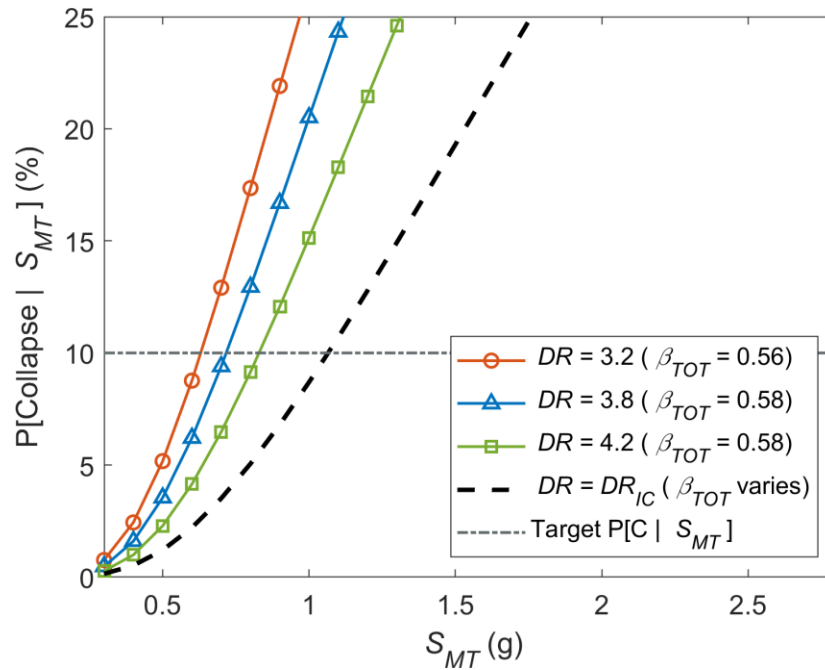 25
20
15
10
5
0
P[Collapse | S_MT] (%)
0.5
1
1.5
2
2.5
S_MT (g)
DR = 3.2 ( β_TOT = 0.56)
DR = 3.8 ( β_TOT = 0.58)
DR = 4.2 ( β_TOT = 0.58)
DR = DR_IC ( β_TOT varies)
Target P[C | S_MT]